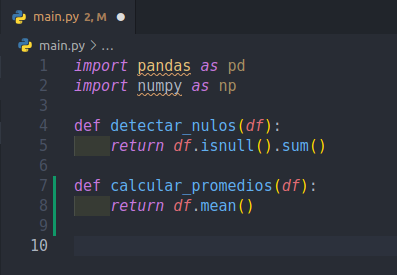 main.py 2, M
main.py > ...
1 import pandas as pd
2 import numpy as np
3
4 def detectar_nulos(df):
5     return df.isnull().sum()
6
7 def calcular_promedios(df):
8     return df.mean()
9
10